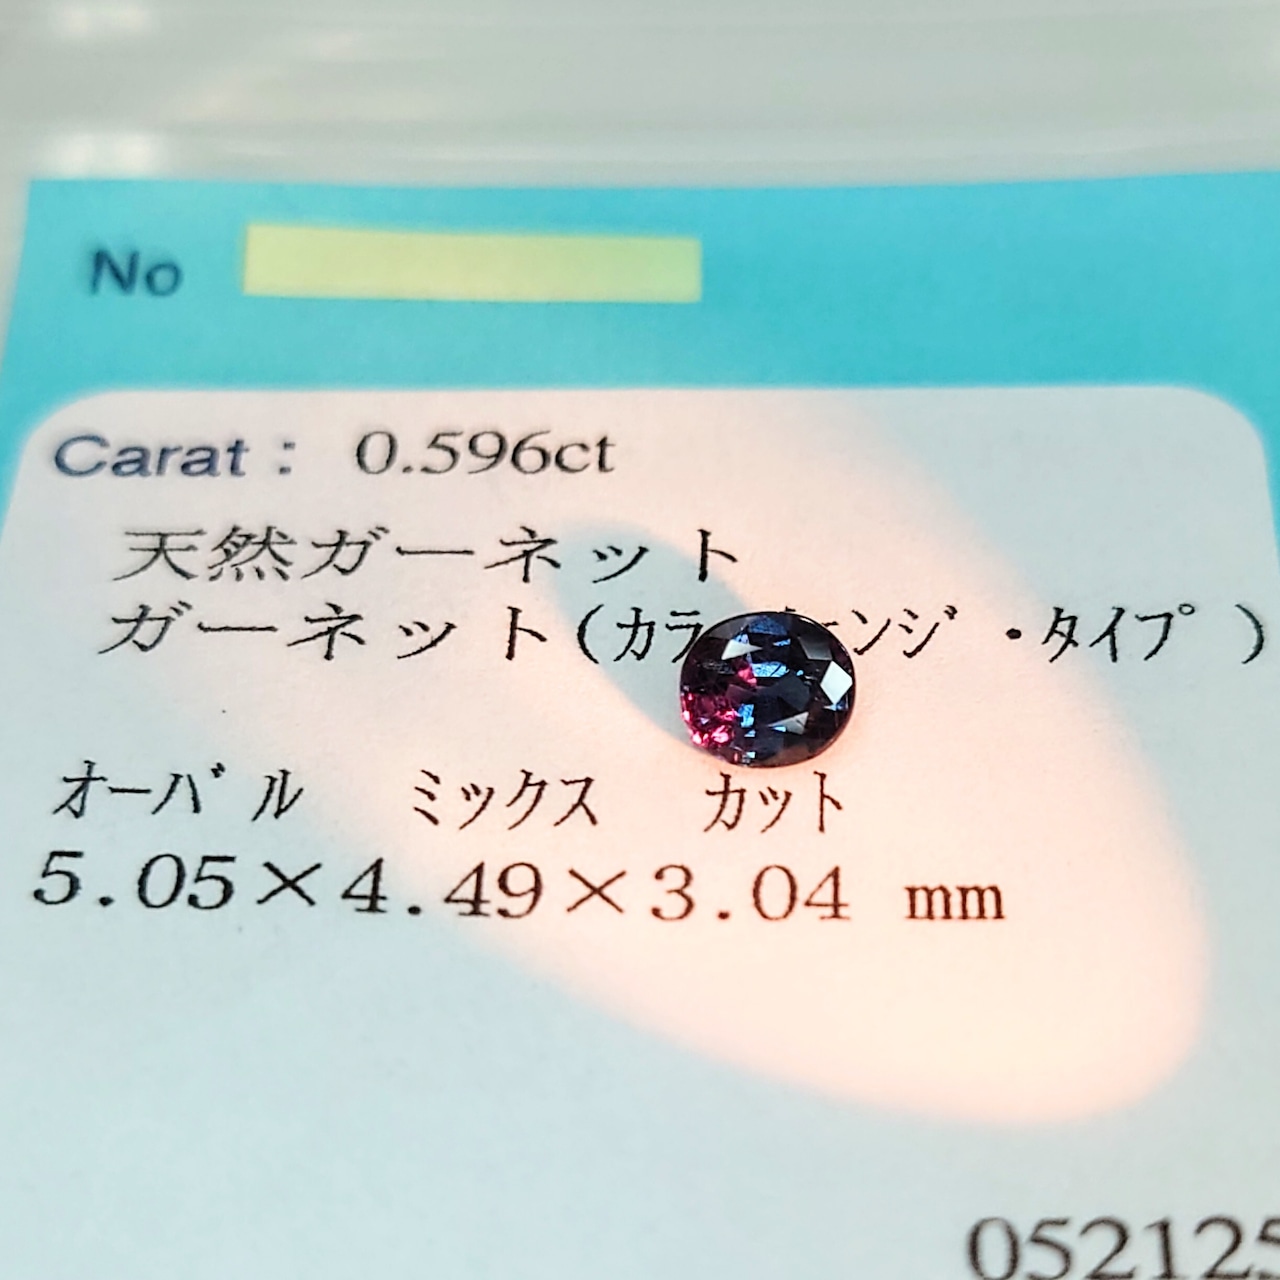 No
Carat : 0.596ct
天然ガーネット
ガーネット(カラ ンジ・タイプ)
オーバル ミックス カット
5.05×4.49×3.04 mm
052125